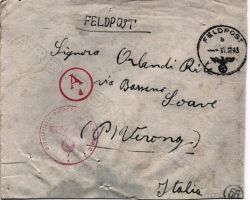 FELDPOST
FELDPOST
b
Signora Orlandi Rita
via Bassano
Soave
(P) Verona
Italia
A